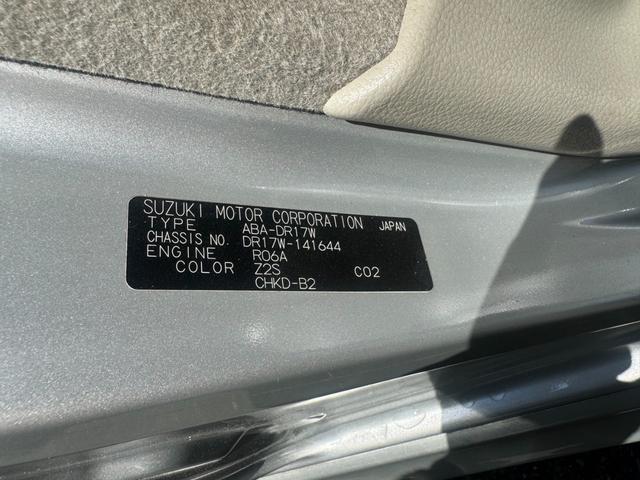 SUZUKI MOTOR CORPORATION JAPAN
TYPE ABA-DR17W
CHASSIS NO. DR17W-141644
ENGINE R06A
COLOR Z2S C02
CHKD-B2